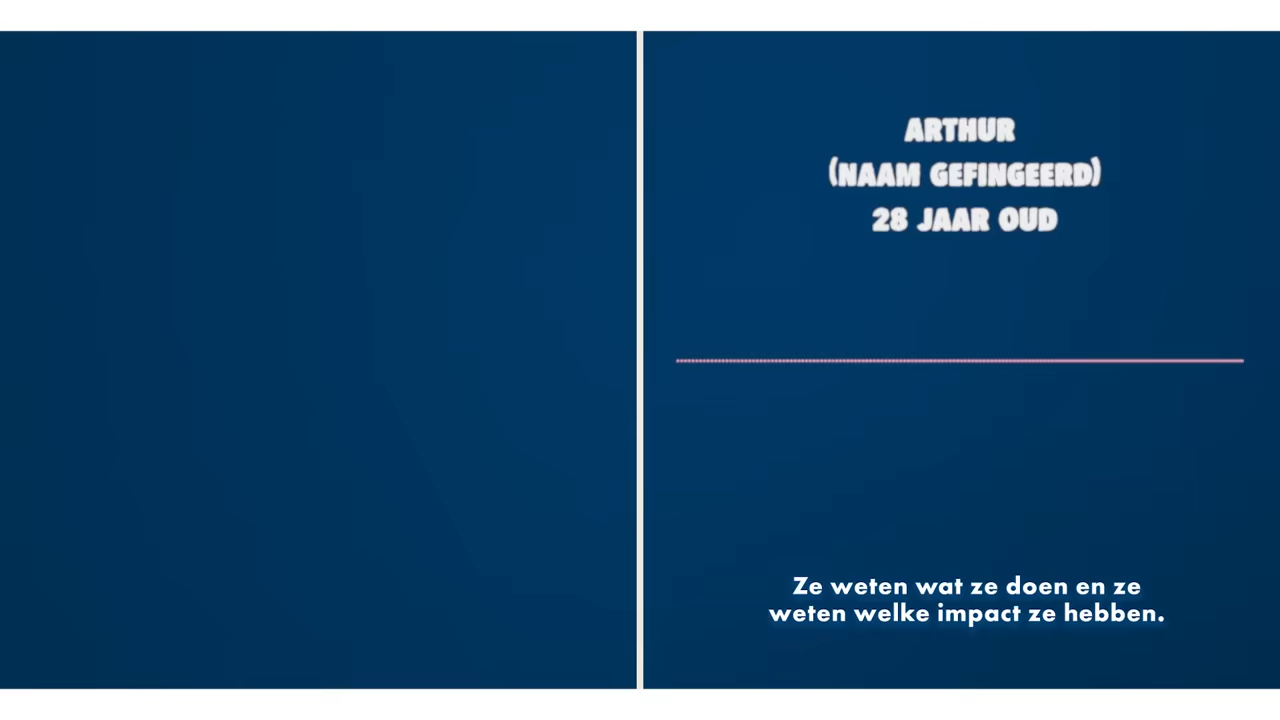 ARTHUR
(NAAM GEFINGEERD)
28 JAAR OUD
Ze weten wat ze doen en ze
weten welke impact ze hebben.